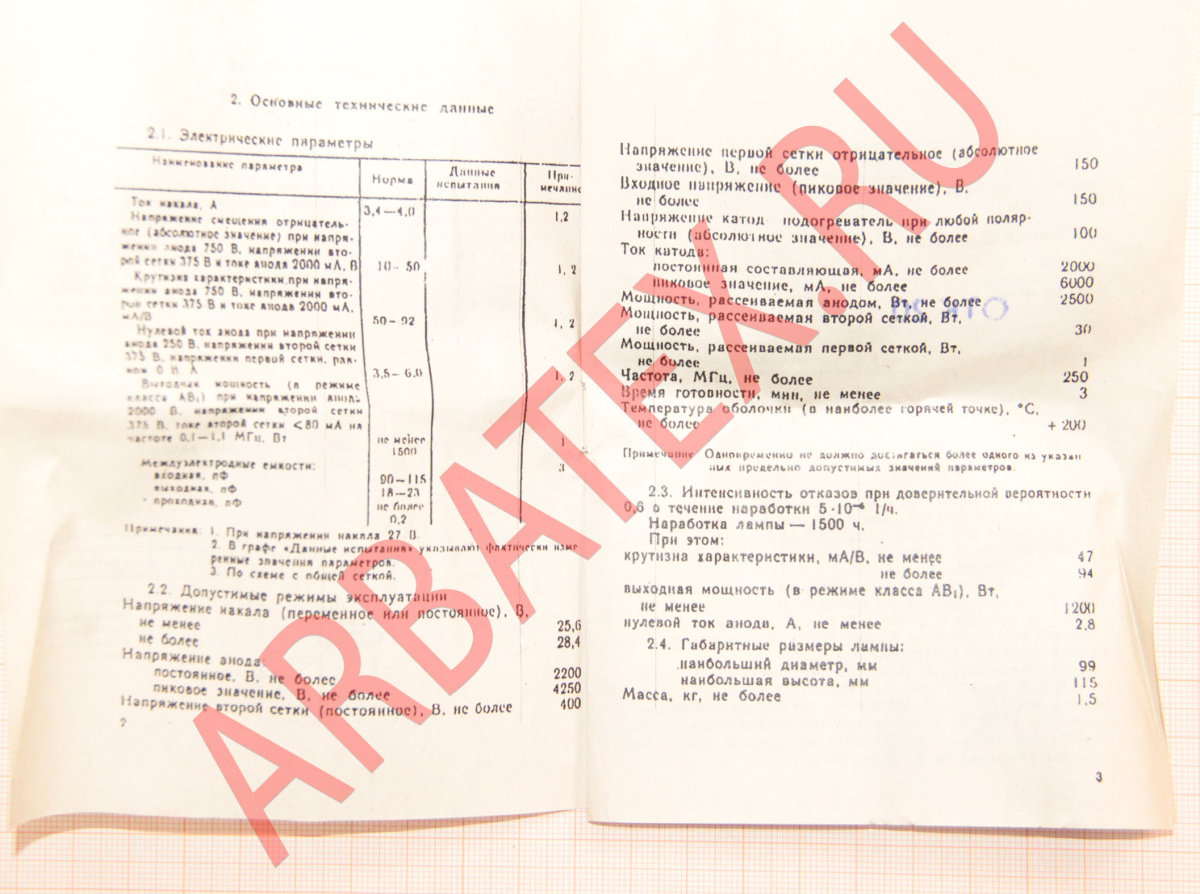 2. Основные технические данные
2.1. Электрические параметры
Наименование параметра
Норма
Данные
испытания
При-
мечание
Ток накала, А
3,4—4,0
1,2
Напряжение смещения отрицатель-
ное (абсолютное значение) при напря-
жении анода 750 В, напряжении вто-
рой сетки 375 В и токе анода 2000 мА, В
10—50
1, 2
Крутизна характеристики при напря-
жении анода 750 В, напряжении вто-
рой сетки 375 В и токе анода 2000 мА,
мА/В
50—92
1, 2
Нулевой ток анода при напряжении
анода 250 В, напряжении второй сетки
375 В, напряжении первой сетки, рав-
ном 0 В, А
3,5—6,0
1, 2
Выходная мощность (в режиме
класса АВ₁) при напряжении анода
2000 В, напряжении второй сетки
375 В, токе второй сетки <80 мА на
частоте 0,1—1,1 МГц, Вт
не менее
1500
1
Междуэлектродные емкости:
3
входная, пФ
90—115
выходная, пФ
18—23
проходная, пФ
не более
0,2
Примечания: 1. При напряжении накала 27 В.
2. В графе «Данные испытания» указывают фактически изме-
ренные значения параметров.
3. По схеме с общей сеткой.
2.2. Допустимые режимы эксплуатации
Напряжение накала (переменное или постоянное), В,
не менее 25,6
не более 28,4
Напряжение анода:
постоянное, В, не более 2200
пиковое значение, В, не более 4250
Напряжение второй сетки (постоянное), В, не более 400
2
Напряжение первой сетки отрицательное (абсолютное
значение), В, не более 150
Входное напряжение (пиковое значение), В,
не более 150
Напряжение катод подогреватель при любой поляр-
ности (абсолютное значение), В, не более 100
Ток катода:
постоянная составляющая, мА, не более 2000
пиковое значение, мА, не более 6000
Мощность, рассеиваемая анодом, Вт, не более 2500
Мощность, рассеиваемая второй сеткой, Вт,
не более 30
Мощность, рассеиваемая первой сеткой, Вт,
не более 1
Частота, МГц, не более 250
Время готовности, мин, не менее 3
Температура оболочки (в наиболее горячей точке), °С,
не более + 200
Примечание Одновременно не должно достигаться более одного из указан
ных предельно допустимых значений параметров.
2.3. Интенсивность отказов при доверительной вероятности
0,6 в течение наработки 5·10⁻⁶ 1/ч.
Наработка лампы — 1500 ч.
При этом:
крутизна характеристики, мА/В, не менее 47
не более 94
выходная мощность (в режиме класса АВ₁), Вт,
не менее 1200
нулевой ток анода, А, не менее 2,8
2.4. Габаритные размеры лампы:
наибольший диаметр, мм 99
наибольшая высота, мм 115
Масса, кг, не более 1,5
3
ARBATEX.RU